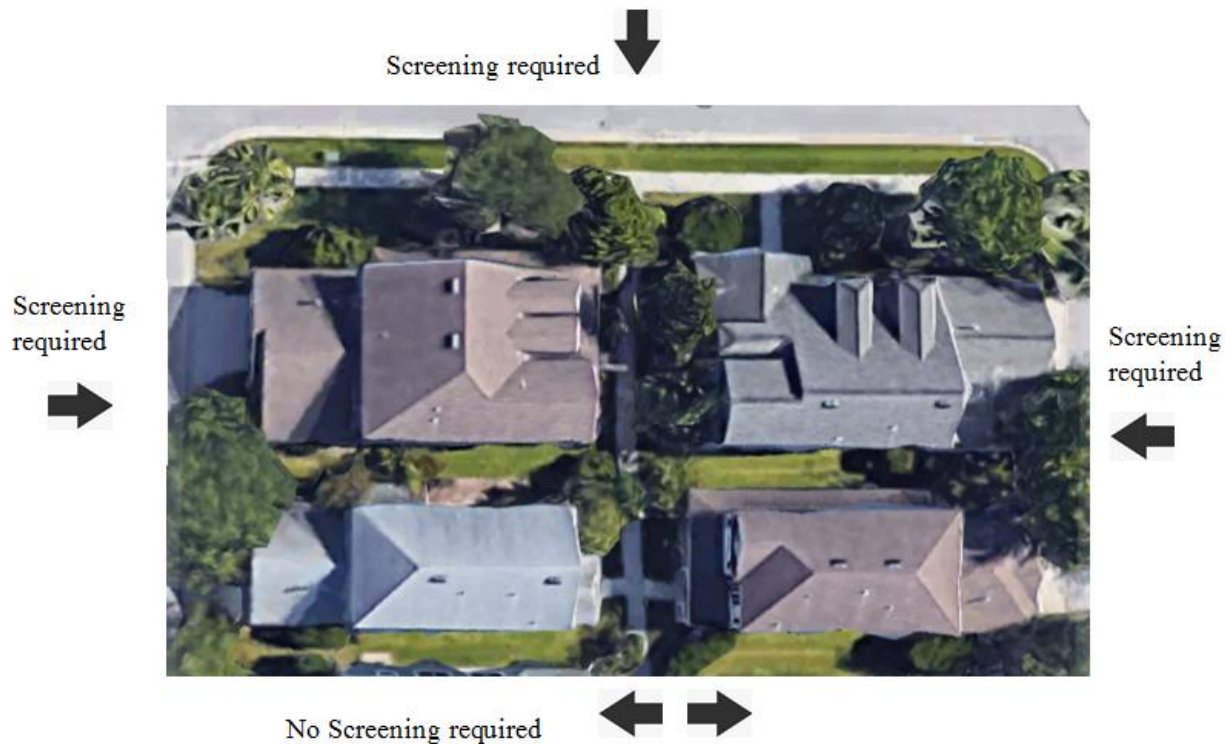 Screening required
Screening
required
Screening
required
No Screening required